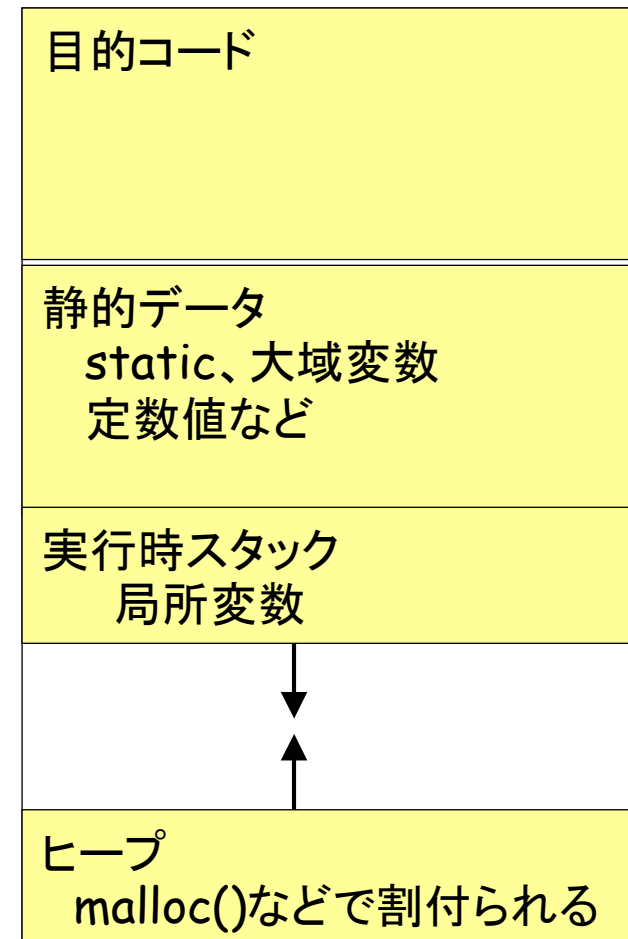 目的コード
静的データ
static、大域変数
定数値など
実行時スタック
局所変数
ヒープ
malloc()などで割付られる